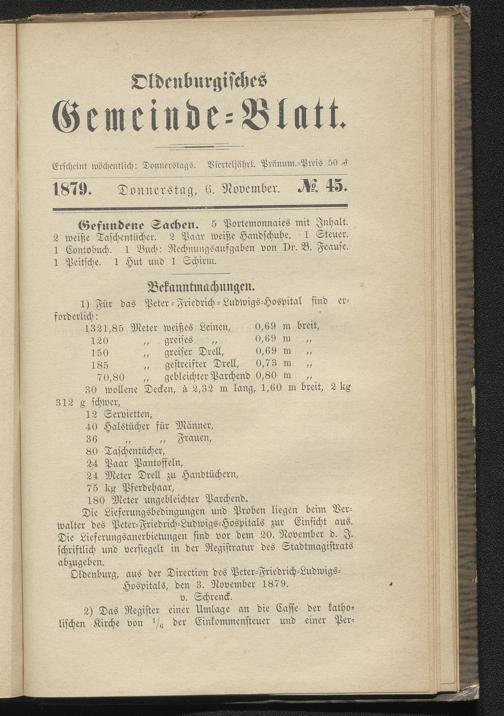 Oldenburgisches
Gemeinde=Blatt.
Erscheint wöchentlich: Donnerstags. Vierteljährl. Pränum.=Preis 50 ₰
1879. Donnerstag, 6. November. №. 45.
Gefundene Sachen. 5 Portemonnaies mit Inhalt.
2 weiße Taschentücher. 2 Paar weiße Handschuhe. 1 Steuer.
1 Contobuch. 1 Buch: Rechnungsaufgaben von Dr. B. Feause.
1 Peitsche. 1 Hut und 1 Schirm.
Bekanntmachungen.
1) Für das Peter=Friedrich=Ludwigs=Hospital sind er=
forderlich:
1321,85 Meter weißes Leinen, 0,69 m breit,
120 „ greises „ 0,69 m „
150 „ greiser Drell, 0,69 m „
185 „ gestreifter Drell, 0,73 m „
70,80 „ gebleichter Parchend 0,80 m „
30 wollene Decken, à 2,32 m lang, 1,60 m breit, 2 kg
312 g schwer,
12 Servietten,
40 Halstücher für Männer,
36 „ „ Frauen,
80 Taschentücher,
24 Paar Pantoffeln,
24 Meter Drell zu Handtüchern,
75 kg Pferdehaar,
180 Meter ungebleichter Parchend.
Die Lieferungsbedingungen und Proben liegen beim Ver=
walter des Peter=Friedrich=Ludwigs=Hospitals zur Einsicht aus.
Die Lieferungsanerbietungen sind vor dem 20. November d. J.
schriftlich und versiegelt in der Registratur des Stadtmagistrats
abzugeben.
Oldenburg, aus der Direction des Peter=Friedrich=Ludwigs=
Hospitals, den 3. November 1879.
v. Schrenck.
2) Das Register einer Umlage an die Casse der katho=
lischen Kirche von 1/6 der Einkommensteuer und einer Per=